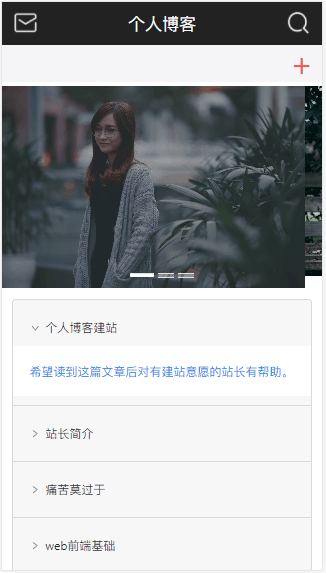 个人博客
个人博客建站
希望读到这篇文章后对有建站意愿的站长有帮助。
站长简介
痛苦莫过于
web前端基础